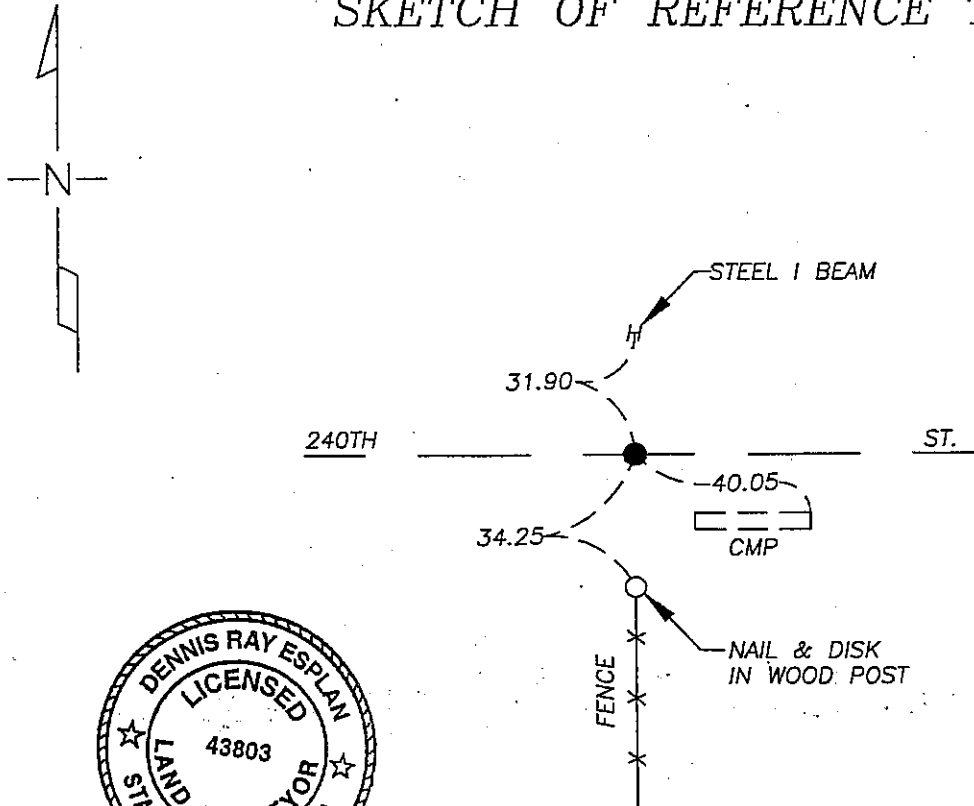 SKETCH OF REFERENCE
N
STEEL I BEAM
31.90
240TH
ST.
40.05
CMP
34.25
NAIL & DISK
IN WOOD POST
FENCE
DENNIS RAY ESPLAN
LICENSED
43803
LAND